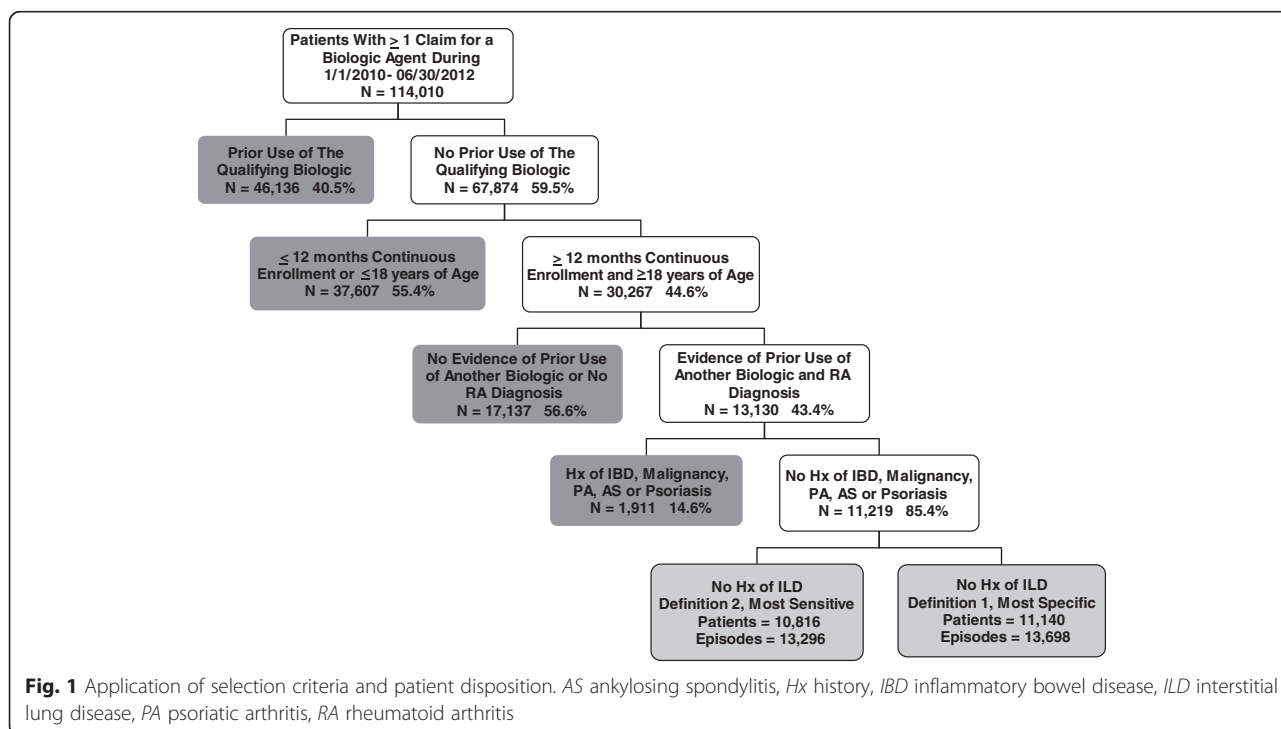 Patients With ≥ 1 Claim for a
Biologic Agent During
1/1/2010- 06/30/2012
N = 114,010
Prior Use of The
Qualifying Biologic
N = 46,136 40.5%
No Prior Use of The
Qualifying Biologic
N = 67,874 59.5%
≤ 12 months Continuous
Enrollment or ≤18 years of Age
N = 37,607 55.4%
≥ 12 months Continuous
Enrollment and ≥18 years of Age
N = 30,267 44.6%
No Evidence of Prior Use
of Another Biologic or No
RA Diagnosis
N = 17,137 56.6%
Evidence of Prior Use of
Another Biologic and RA
Diagnosis
N = 13,130 43.4%
Hx of IBD, Malignancy,
PA, AS or Psoriasis
N = 1,911 14.6%
No Hx of IBD, Malignancy,
PA, AS or Psoriasis
N = 11,219 85.4%
No Hx of ILD
Definition 2, Most Sensitive
Patients = 10,816
Episodes = 13,296
No Hx of ILD
Definition 1, Most Specific
Patients = 11,140
Episodes = 13,698
Fig. 1 Application of selection criteria and patient disposition. AS ankylosing spondylitis, Hx history, IBD inflammatory bowel disease, ILD interstitial
lung disease, PA psoriatic arthritis, RA rheumatoid arthritis